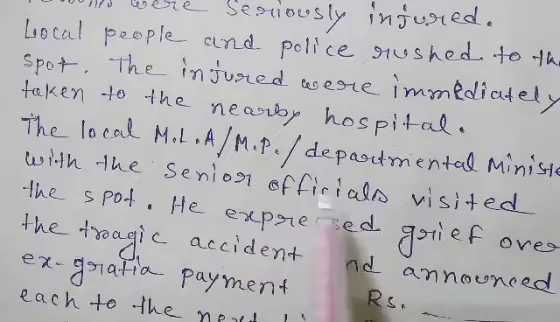 were seriously injured.
Local people and police rushed to the
spot. The injured were immediately
taken to the nearby hospital.
The local M.L.A/M.P./departmental Ministe
with the senior officials visited
the spot. He expre sed grief over
the tragic accident nd announced
ex-gratia payment Rs.
each to the next